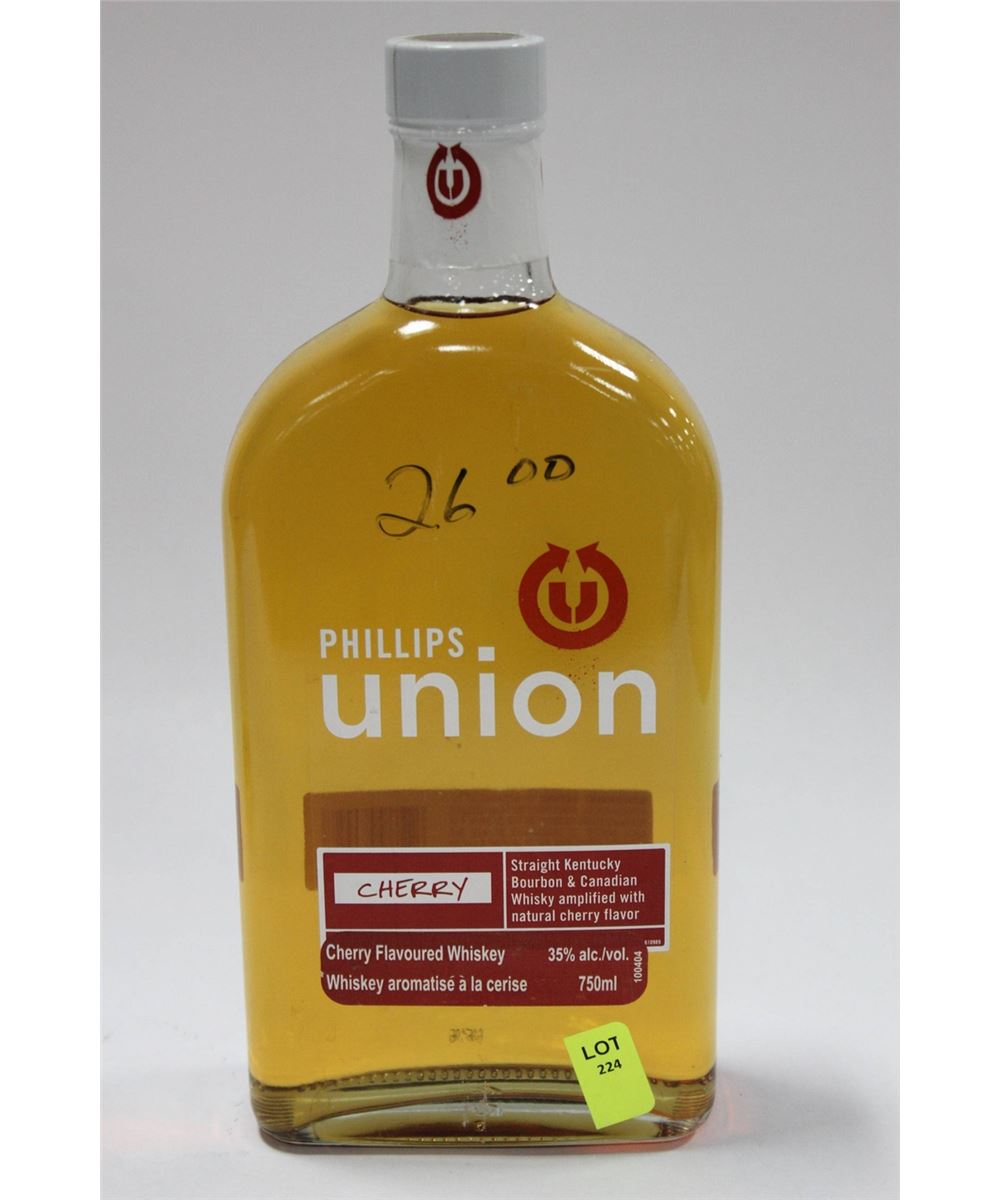 U
26 00
U
PHILLIPS
union
CHERRY
Straight Kentucky
Bourbon & Canadian
Whisky amplified with
natural cherry flavor
Cherry Flavoured Whiskey 35% alc./vol.
Whiskey aromatisé à la cerise 750ml
100404
LOT
224